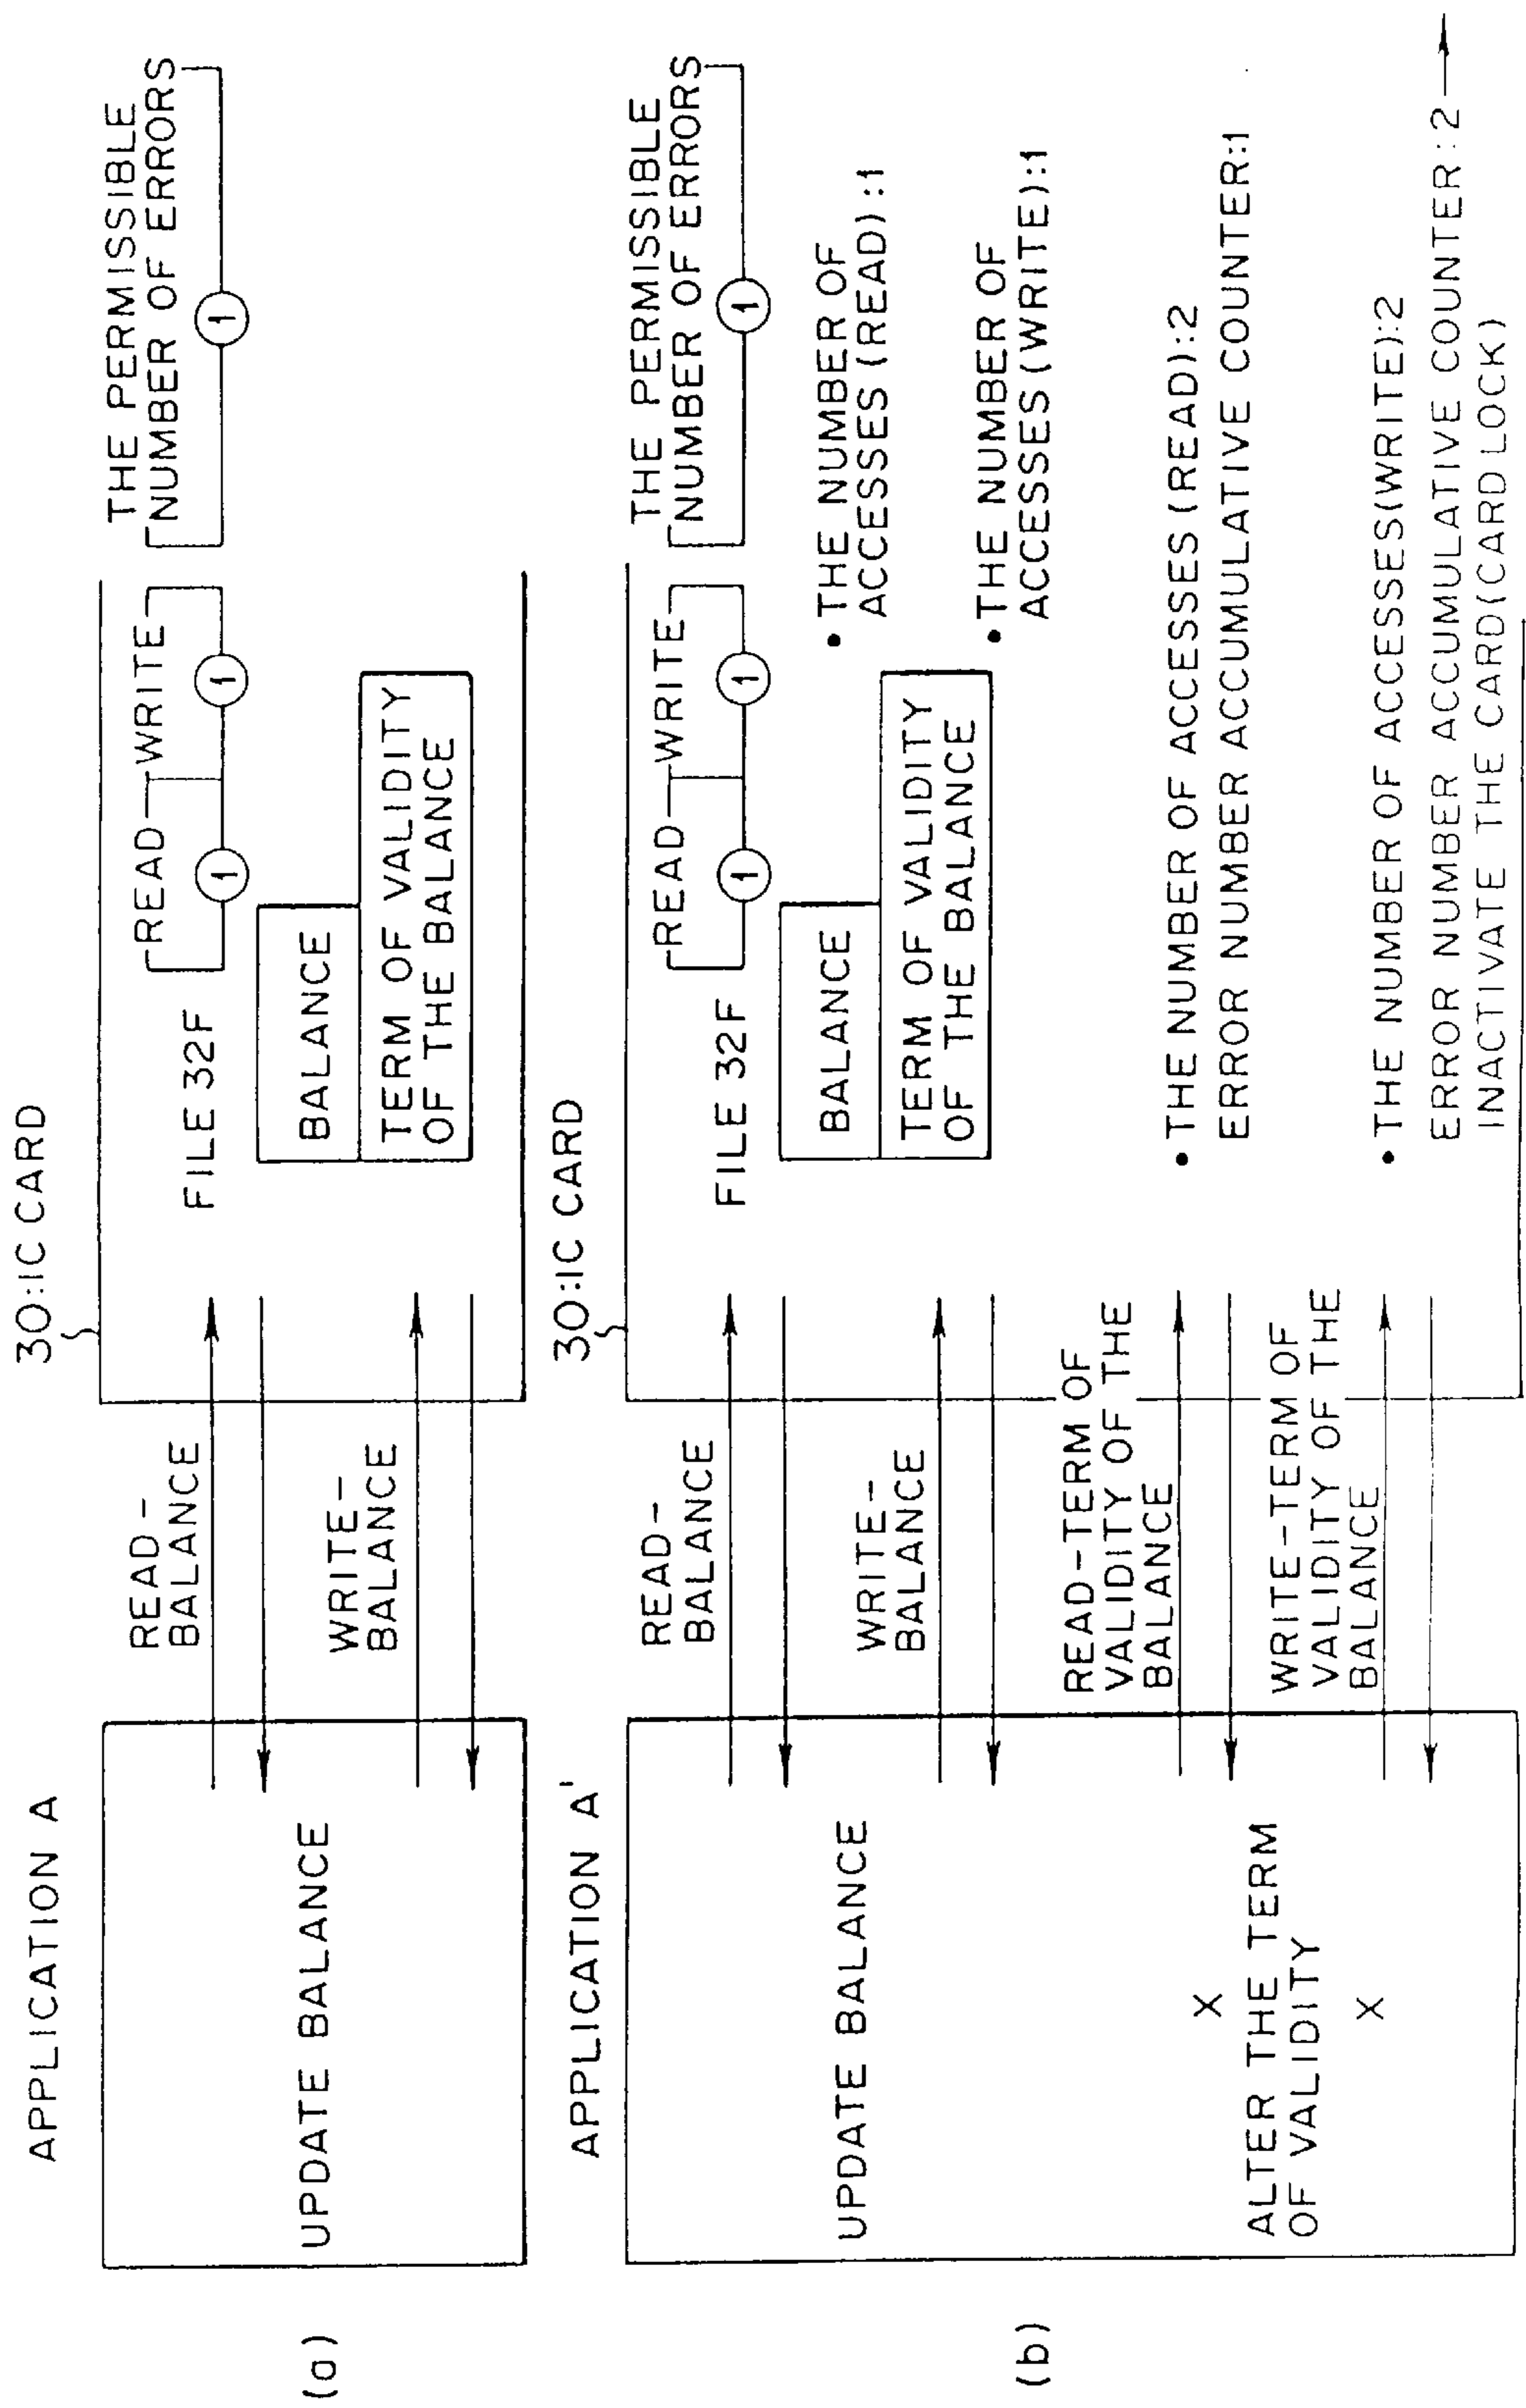 (a)
APPLICATION A
UPDATE BALANCE
READ-
BALANCE
WRITE-
BALANCE
30:IC CARD
FILE 32F
READ
WRITE
1
1
BALANCE
TERM OF VALIDITY
OF THE BALANCE
THE PERMISSIBLE
NUMBER OF ERRORS
1
(b)
APPLICATION A'
UPDATE BALANCE
X
ALTER THE TERM
OF VALIDITY
X
READ-
BALANCE
WRITE-
BALANCE
READ-TERM OF
VALIDITY OF THE
BALANCE
WRITE-TERM OF
VALIDITY OF THE
BALANCE
30:IC CARD
FILE 32F
READ
WRITE
1
1
BALANCE
TERM OF VALIDITY
OF THE BALANCE
THE PERMISSIBLE
NUMBER OF ERRORS
1
• THE NUMBER OF
ACCESSES (READ):1
• THE NUMBER OF
ACCESSES (WRITE):1
• THE NUMBER OF ACCESSES (READ):2
ERROR NUMBER ACCUMULATIVE COUNTER:1
• THE NUMBER OF ACCESSES(WRITE):2
ERROR NUMBER ACCUMULATIVE COUNTER:2
INACTIVATE THE CARD(CARD LOCK)